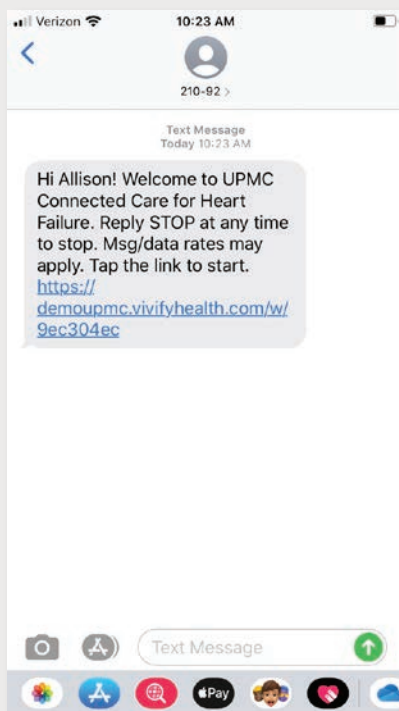 Verizon
10:23 AM
210-92 >
Text Message
Today 10:23 AM
Hi Allison! Welcome to UPMC
Connected Care for Heart
Failure. Reply STOP at any time
to stop. Msg/data rates may
apply. Tap the link to start.
https://
demoupmc.vivifyhealth.com/w/
9ec304ec
Text Message
Pay